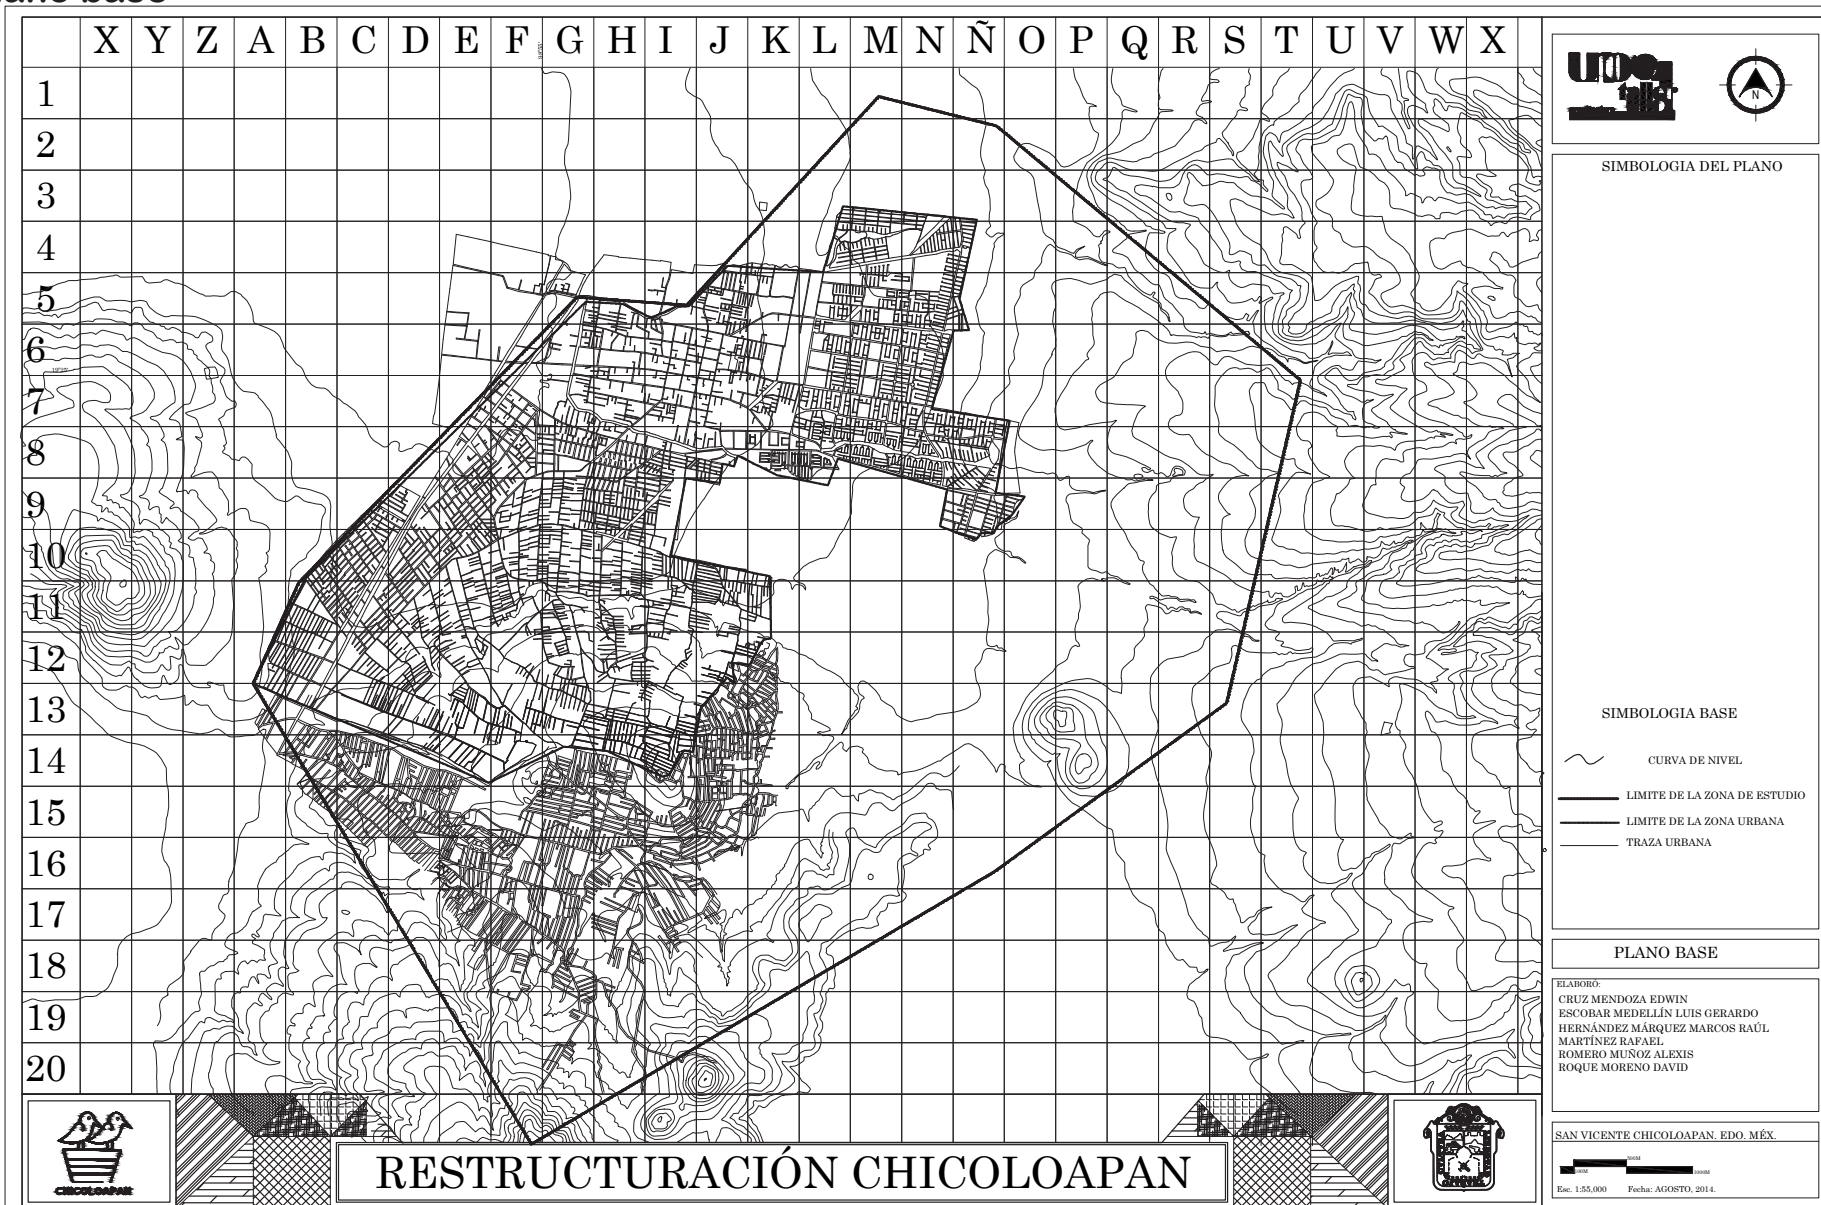 X Y Z A B C D E F G H I J K L M N Ñ O P Q R S T U V W X
1
2
3
4
5
6
7
8
9
10
11
12
13
14
15
16
17
18
19
20
N
SIMBOLOGIA DEL PLANO
SIMBOLOGIA BASE
CURVA DE NIVEL
LIMITE DE LA ZONA DE ESTUDIO
LIMITE DE LA ZONA URBANA
TRAZA URBANA
PLANO BASE
ELABORÓ:
CRUZ MENDOZA EDWIN
ESCOBAR MEDELLÍN LUIS GERARDO
HERNÁNDEZ MÁRQUEZ MARCOS RAÚL
MARTÍNEZ RAFAEL
ROMERO MUÑOZ ALEXIS
ROQUE MORENO DAVID
SAN VICENTE CHICOLOAPAN. EDO. MÉX.
500M
100M 1000M
Esc. 1:55,000 Fecha: AGOSTO, 2014.
CHICOLOAPAN
RESTRUCTURACIÓN CHICOLOAPAN